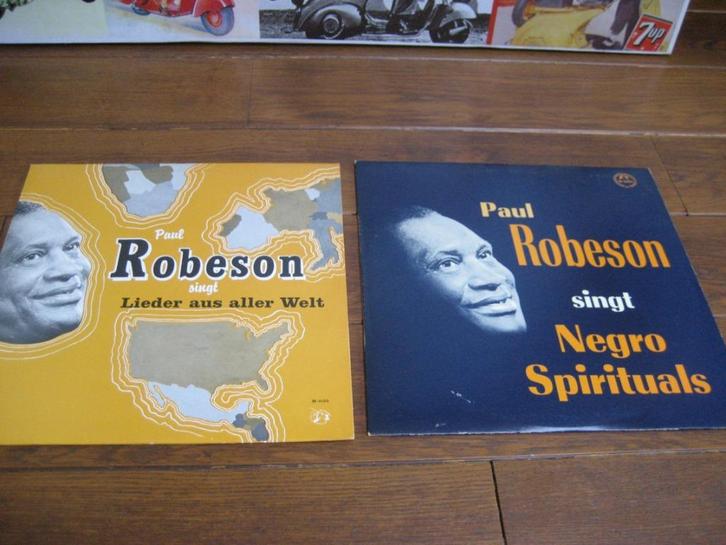 7up
Paul
Robeson
singt
Lieder aus aller Welt
Paul
Robeson
singt
Negro
Spirituals